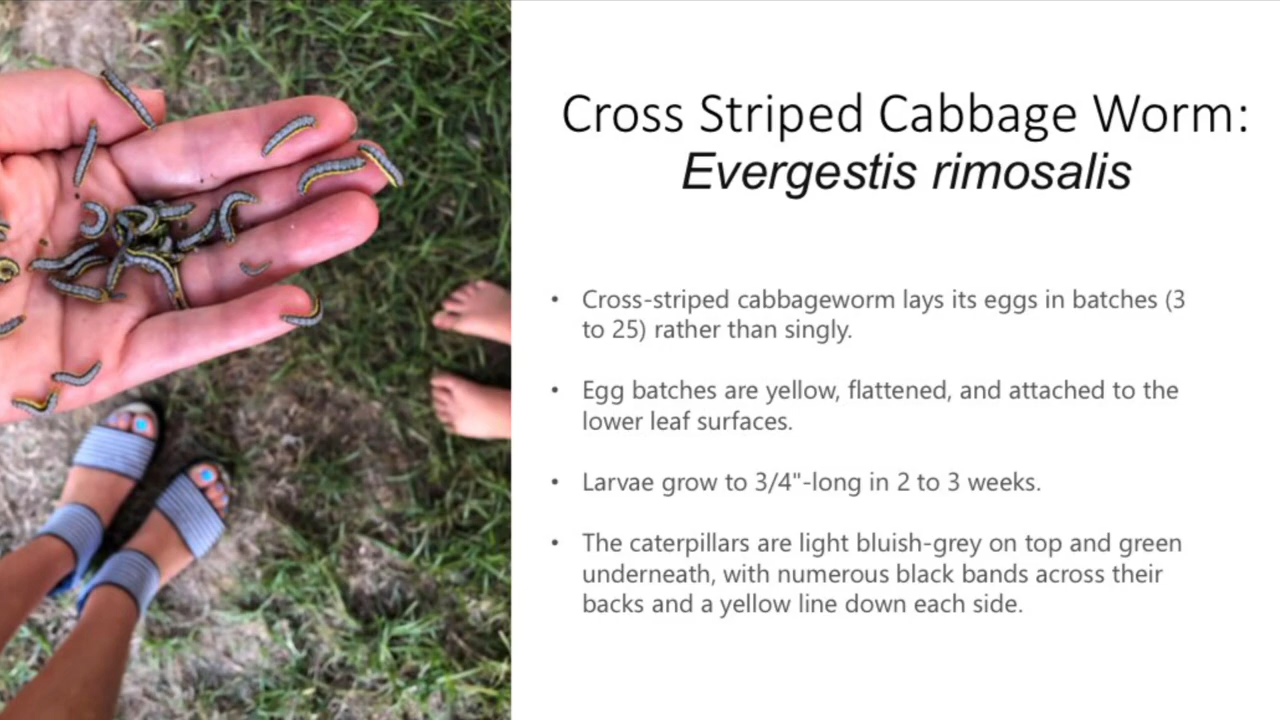 Cross Striped Cabbage Worm:
Evergestis rimosalis
• Cross-striped cabbageworm lays its eggs in batches (3
to 25) rather than singly.
• Egg batches are yellow, flattened, and attached to the
lower leaf surfaces.
• Larvae grow to 3/4"-long in 2 to 3 weeks.
• The caterpillars are light bluish-grey on top and green
underneath, with numerous black bands across their
backs and a yellow line down each side.